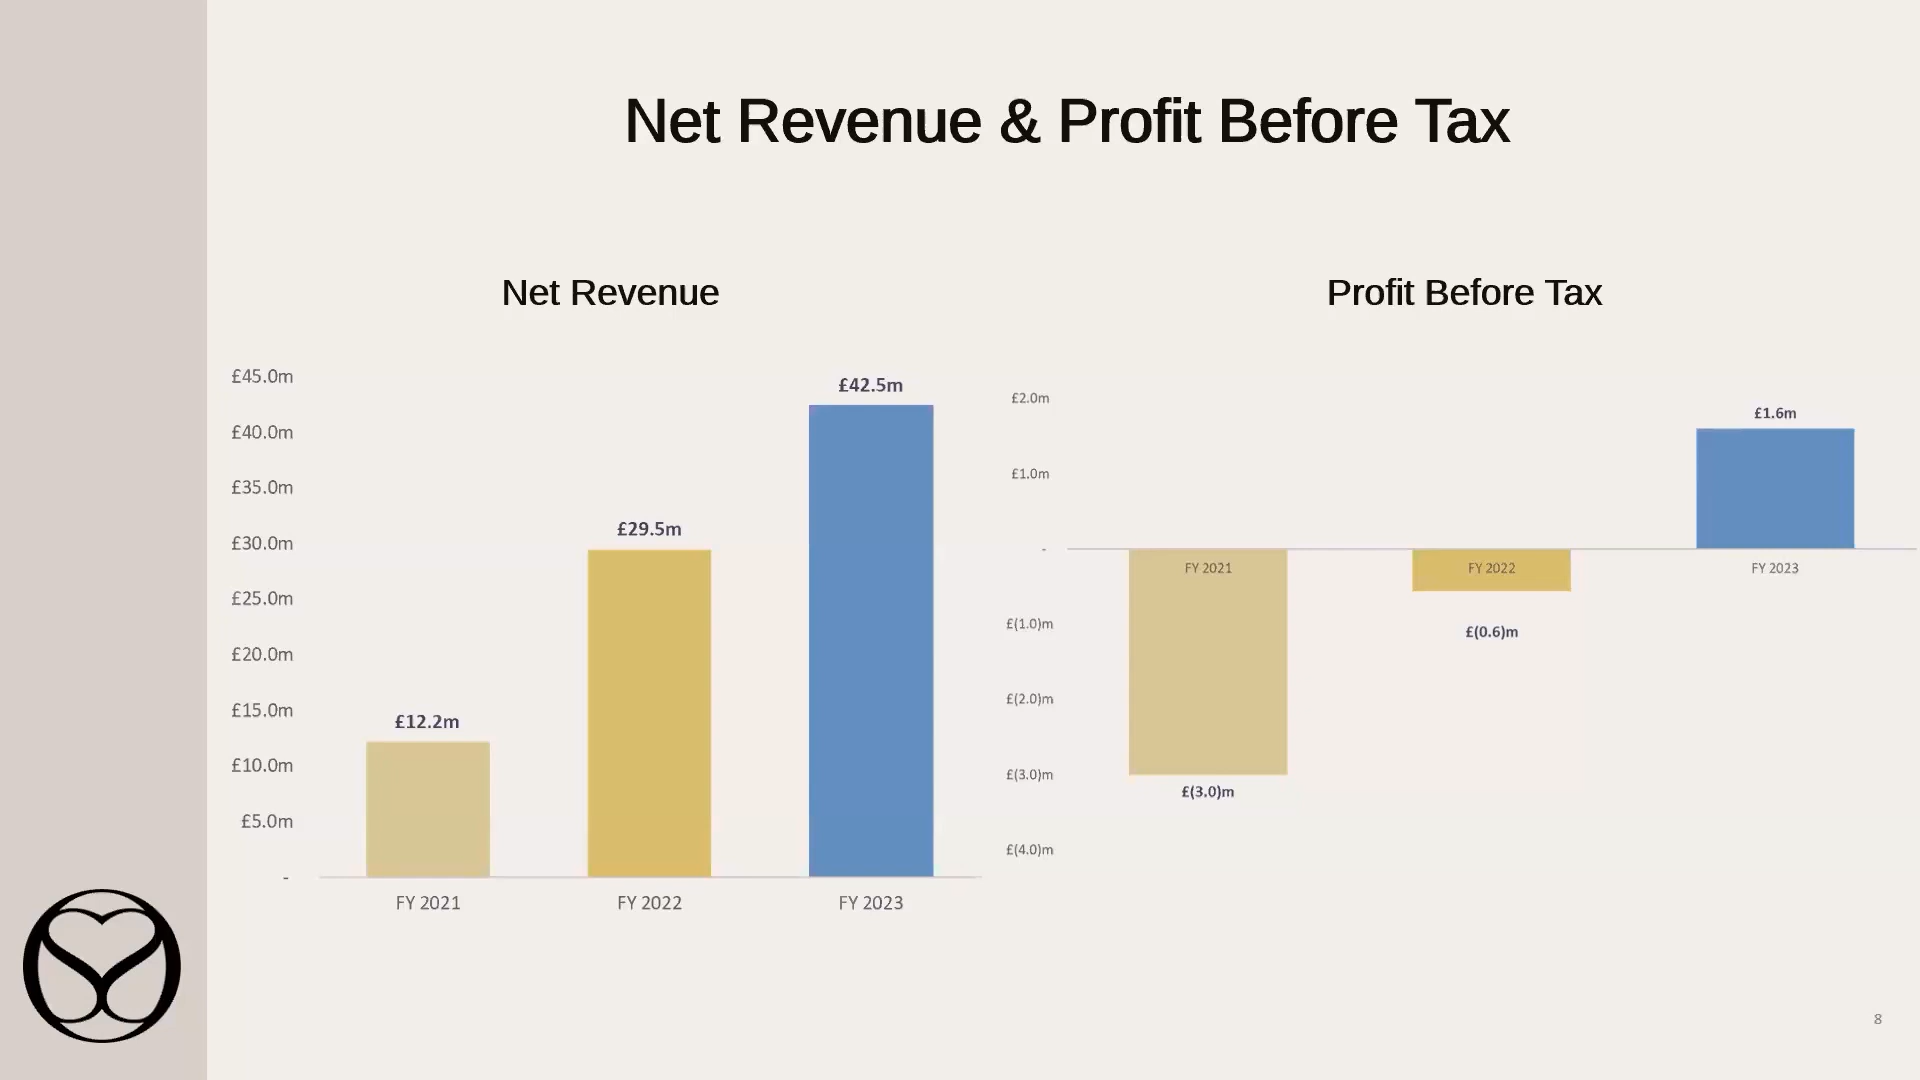 Net Revenue & Profit Before Tax
Net Revenue
£45.0m
£40.0m
£35.0m
£30.0m
£25.0m
£20.0m
£15.0m
£10.0m
£5.0m
-
£12.2m
£29.5m
£42.5m
FY 2021
FY 2022
FY 2023
Profit Before Tax
£2.0m
£1.0m
-
£(1.0)m
£(2.0)m
£(3.0)m
£(4.0)m
£1.6m
FY 2021
FY 2022
FY 2023
£(0.6)m
£(3.0)m
8